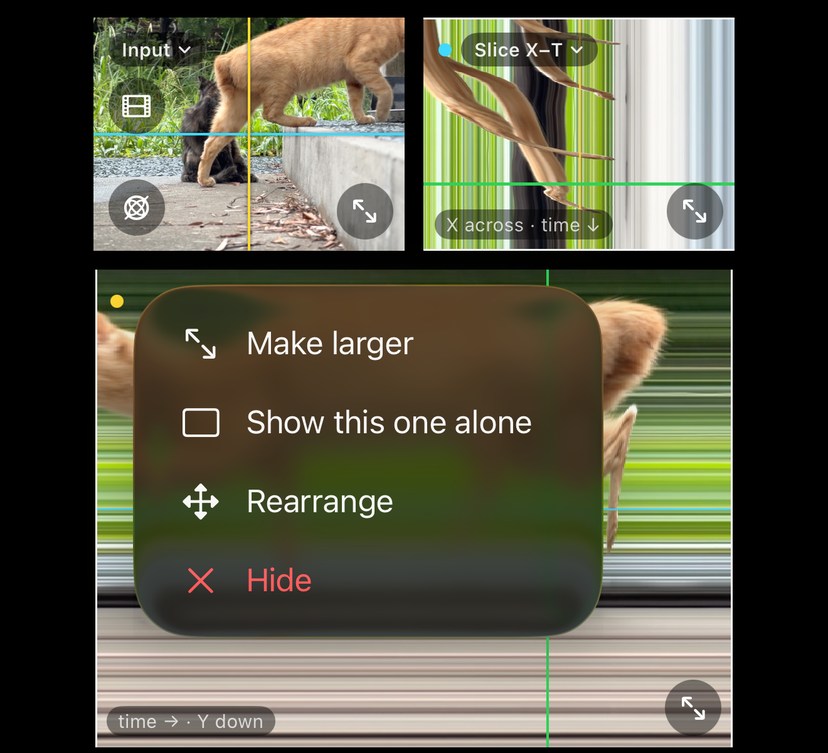 Input
Slice X–T
X across · time ↓
Make larger
Show this one alone
Rearrange
Hide
time → · Y down